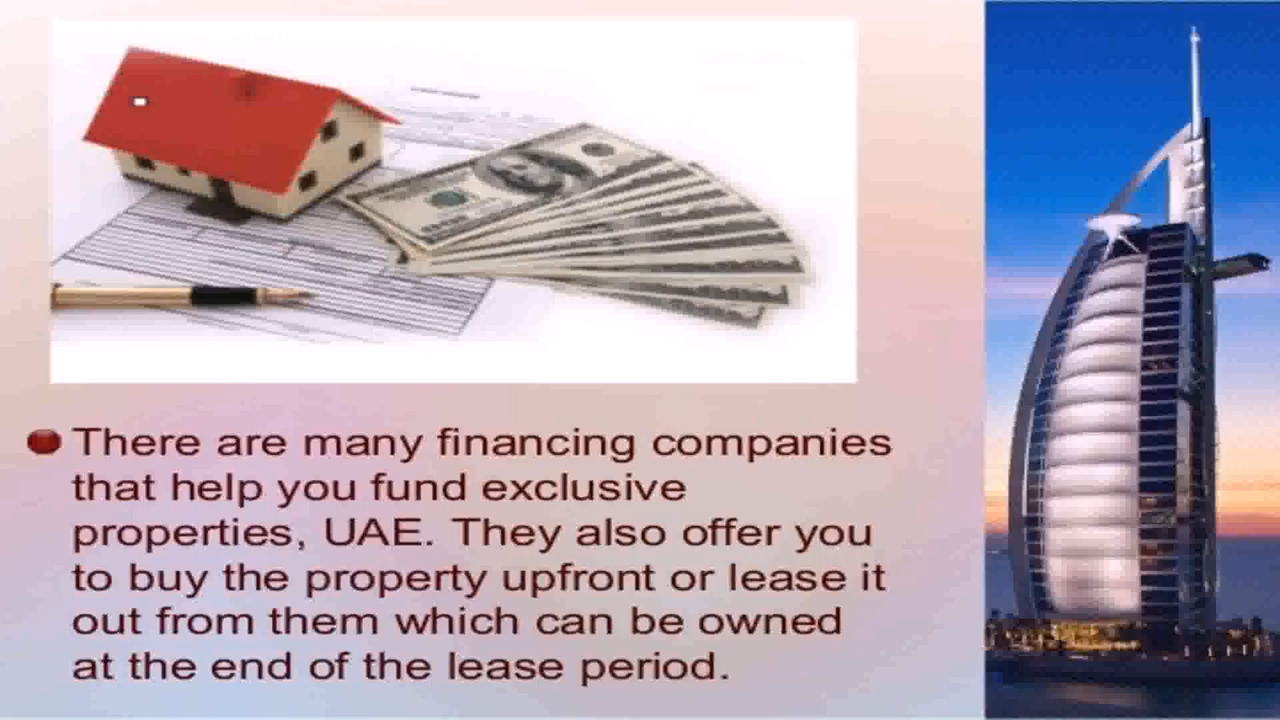 There are many financing companies
that help you fund exclusive
properties, UAE. They also offer you
to buy the property upfront or lease it
out from them which can be owned
at the end of the lease period.